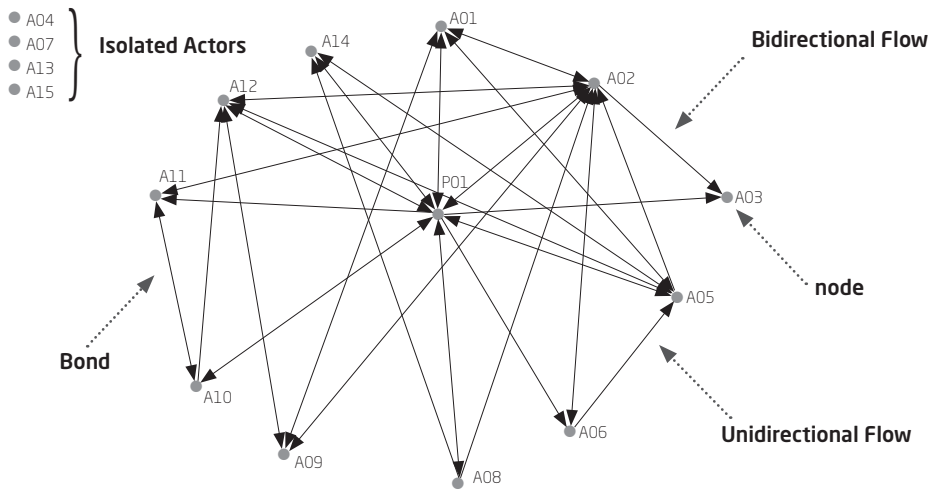 A04
A07
A13
A15
Isolated Actors
A01
A14
Bidirectional Flow
A02
A12
A11
P01
A03
A05
node
Bond
A10
A06
Unidirectional Flow
A09
A08